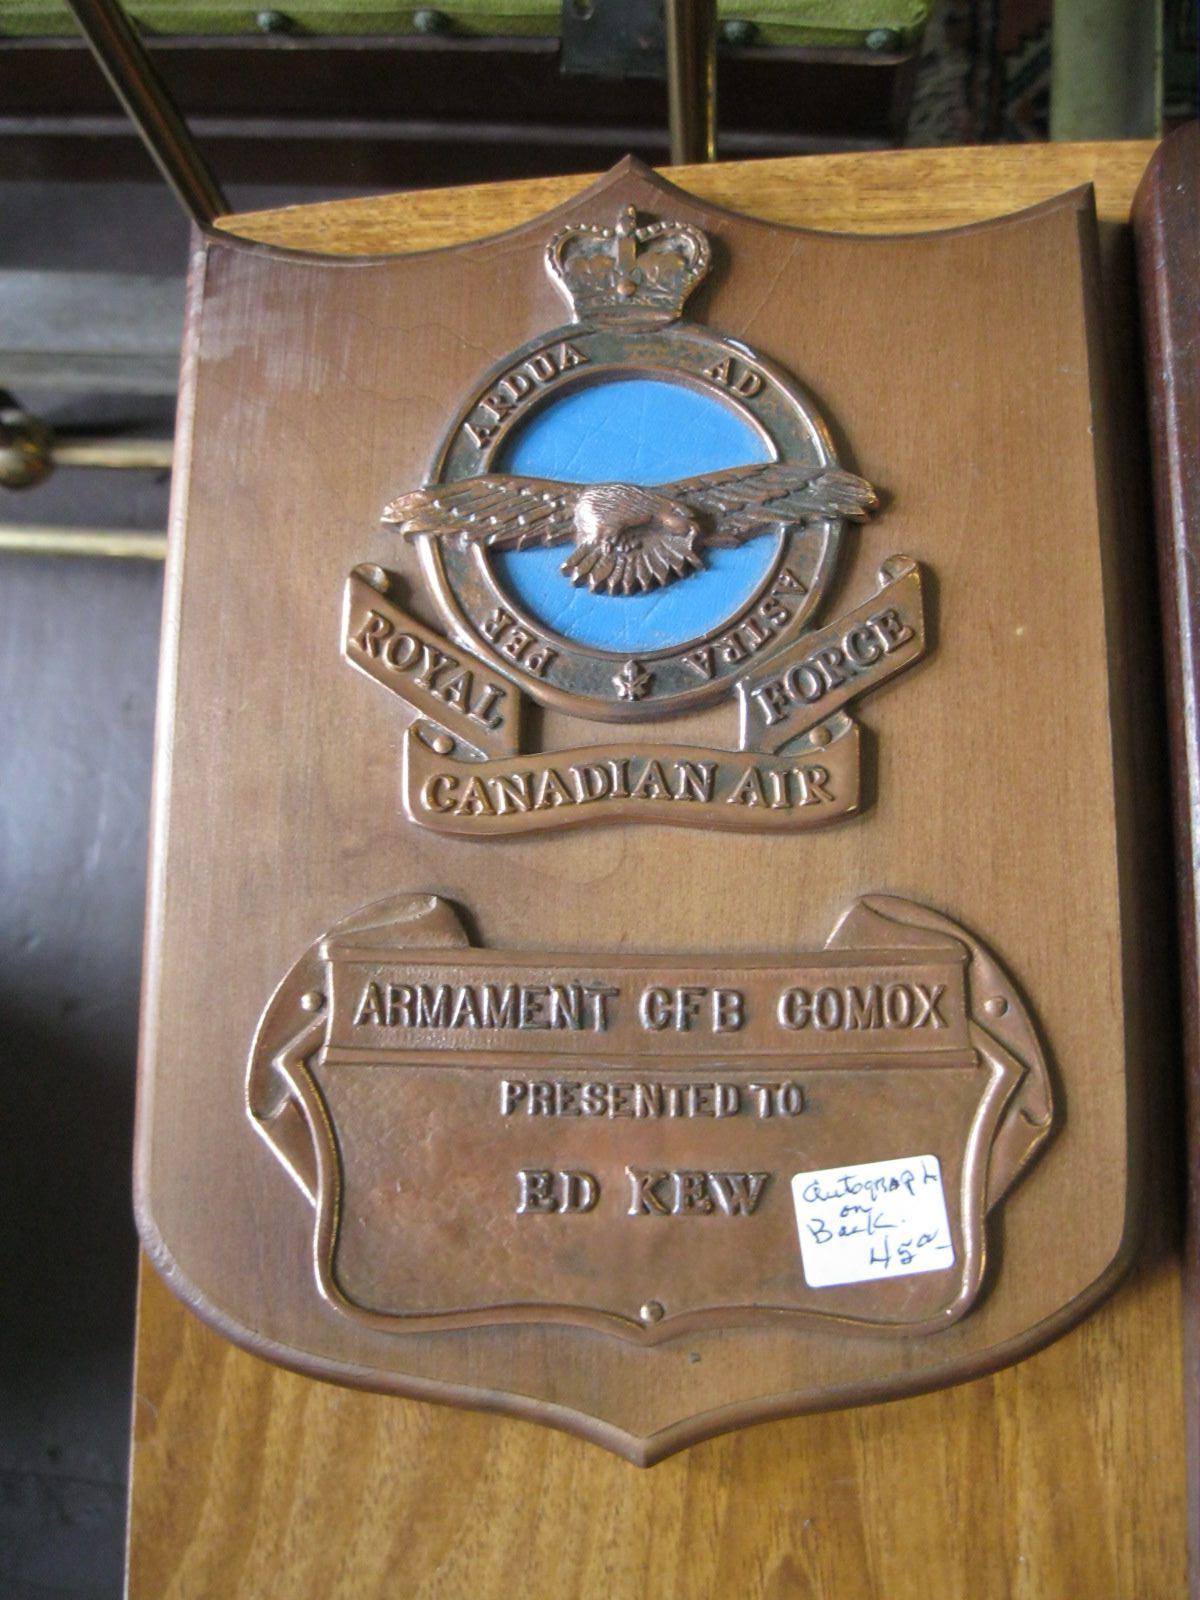 ARDUA AD
PER ASTRA
ROYAL
CANADIAN AIR
FORCE
ARMAMENT CFB COMOX
PRESENTED TO
ED KEW
Autograph
on
Back.
45